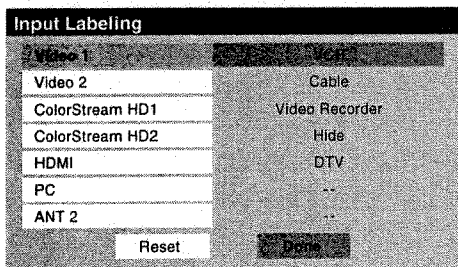 Input Labeling
Video 1 VCR
Video 2 Cable
ColorStream HD1 Video Recorder
ColorStream HD2 Hide
HDMI DTV
PC --
ANT 2 --
Reset Done